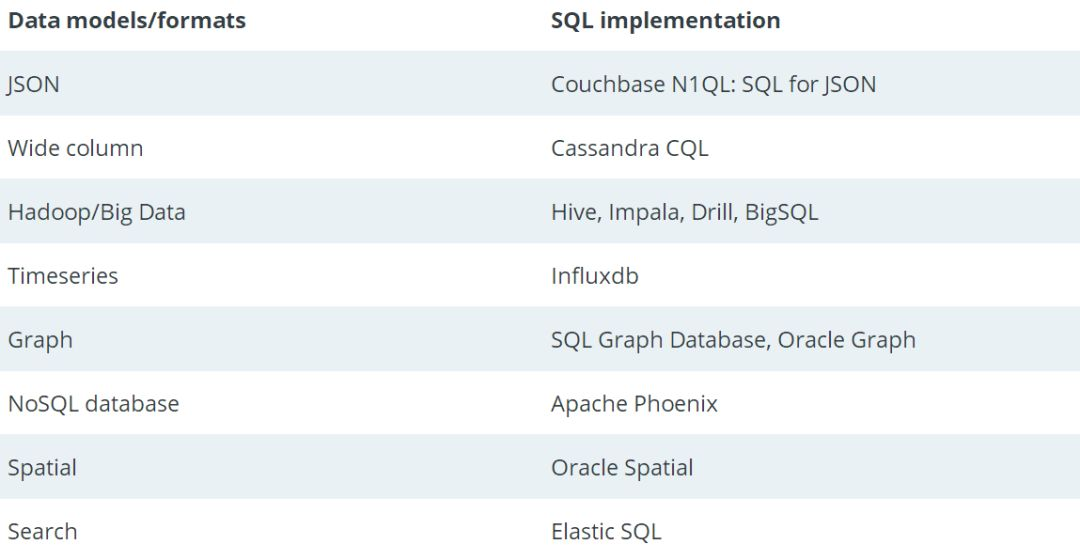 Data models/formats SQL implementation
JSON Couchbase N1QL: SQL for JSON
Wide column Cassandra CQL
Hadoop/Big Data Hive, Impala, Drill, BigSQL
Timeseries Influxdb
Graph SQL Graph Database, Oracle Graph
NoSQL database Apache Phoenix
Spatial Oracle Spatial
Search Elastic SQL